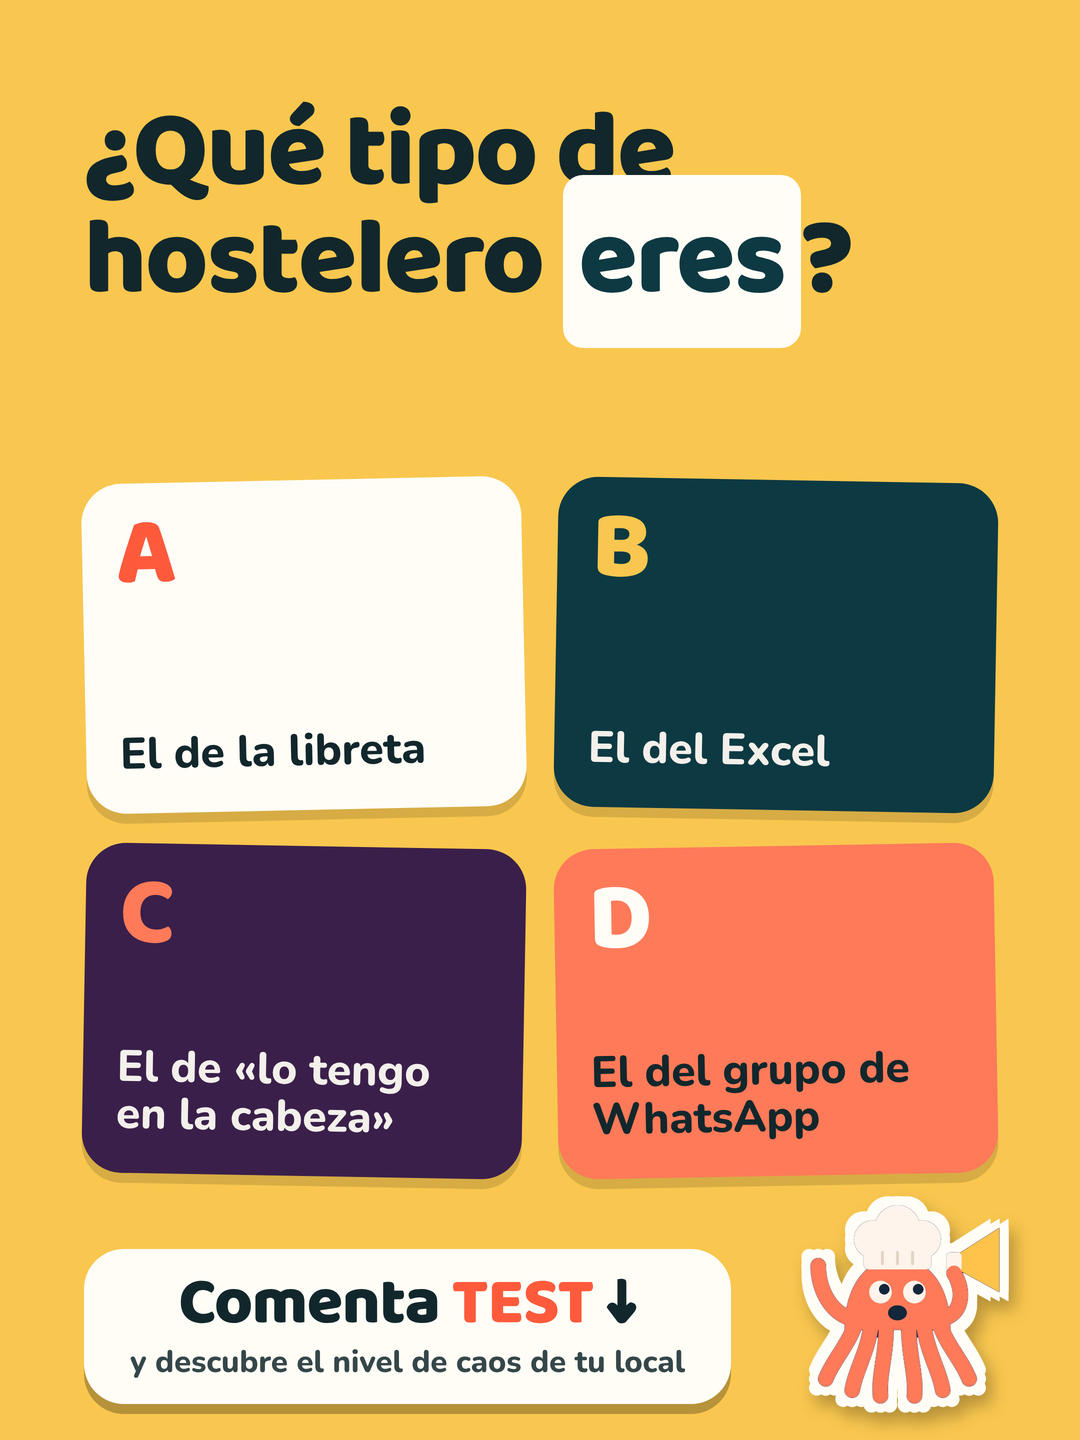 ¿Qué tipo de
hostelero eres?
A
El de la libreta
B
El del Excel
C
El de «lo tengo
en la cabeza»
D
El del grupo de
WhatsApp
Comenta TEST ↓
y descubre el nivel de caos de tu local